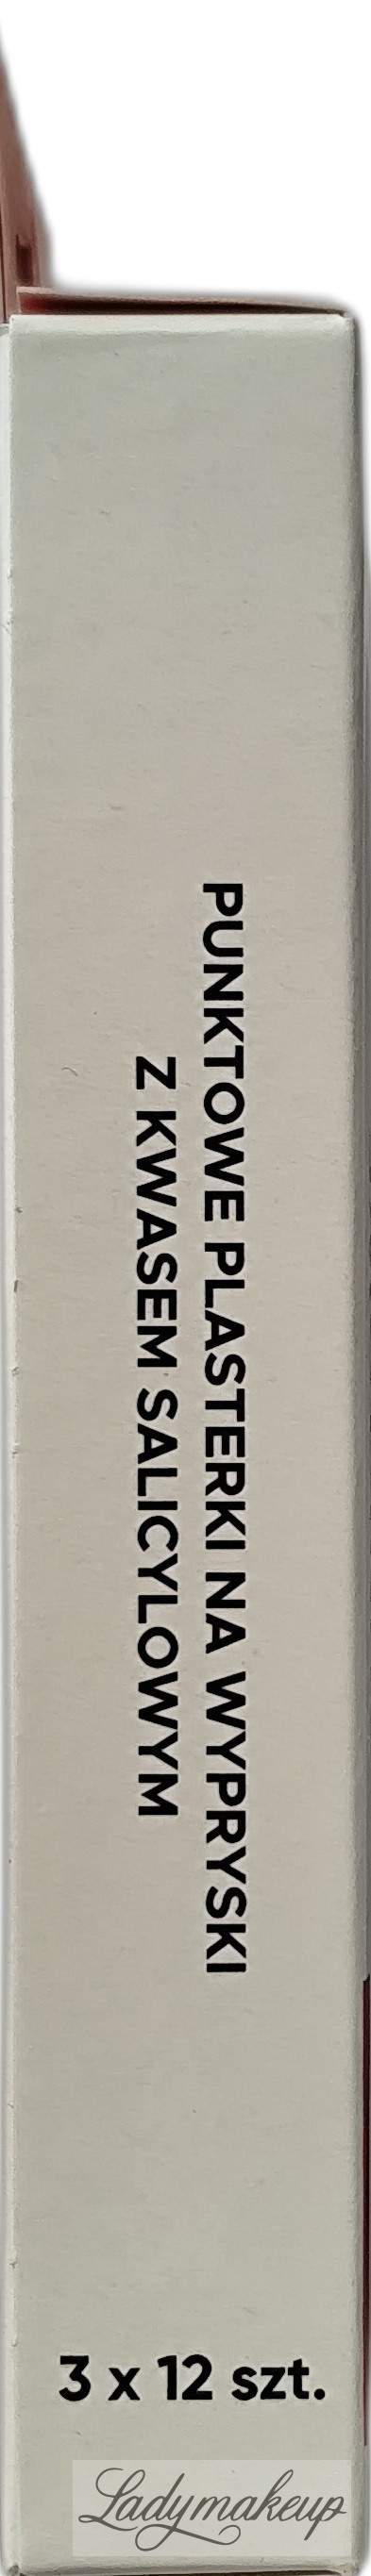 PUNKTOWE PLASTERKI NA WYPRYSKI
Z KWASEM SALICYLOWYM
3 x 12 szt.
Ladymakeup